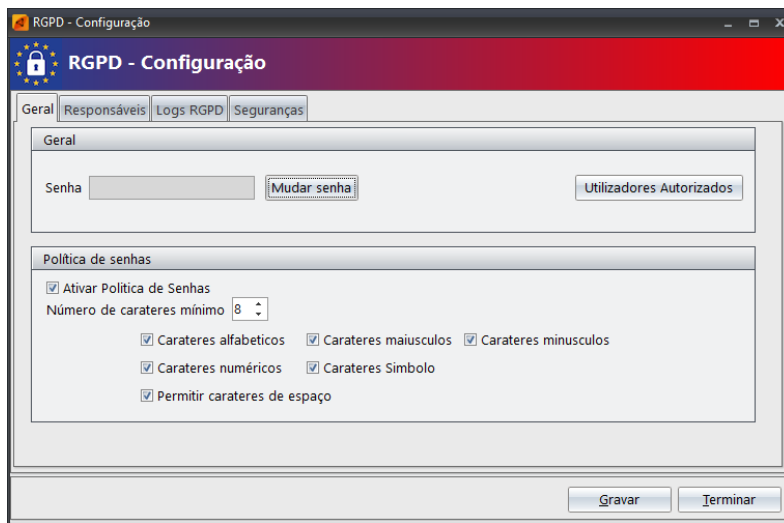 RGPD - Configuração
RGPD - Configuração
Geral Responsáveis Logs RGPD Seguranças
Geral
Senha Mudar senha Utilizadores Autorizados
Política de senhas
Ativar Politica de Senhas
Número de carateres mínimo 8
Carateres alfabeticos Carateres maiusculos Carateres minusculos
Carateres numéricos Carateres Simbolo
Permitir carateres de espaço
Gravar Terminar